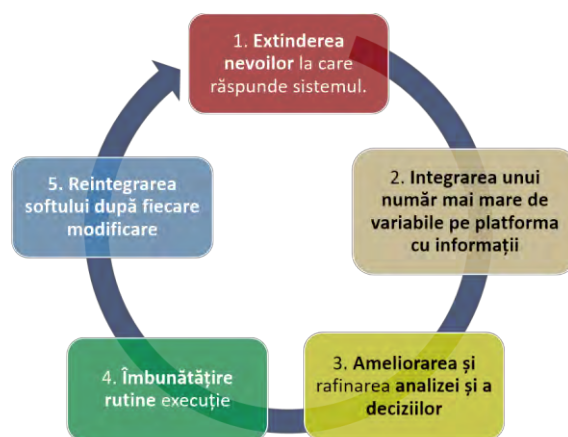 1. Extinderea
nevoilor la care
răspunde sistemul.
2. Integrarea unui
număr mai mare de
variabile pe platforma
cu informații
3. Ameliorarea și
rafinarea analizei și a
deciziilor
4. Îmbunătățire
rutine execuție
5. Reintegrarea
softului după fiecare
modificare